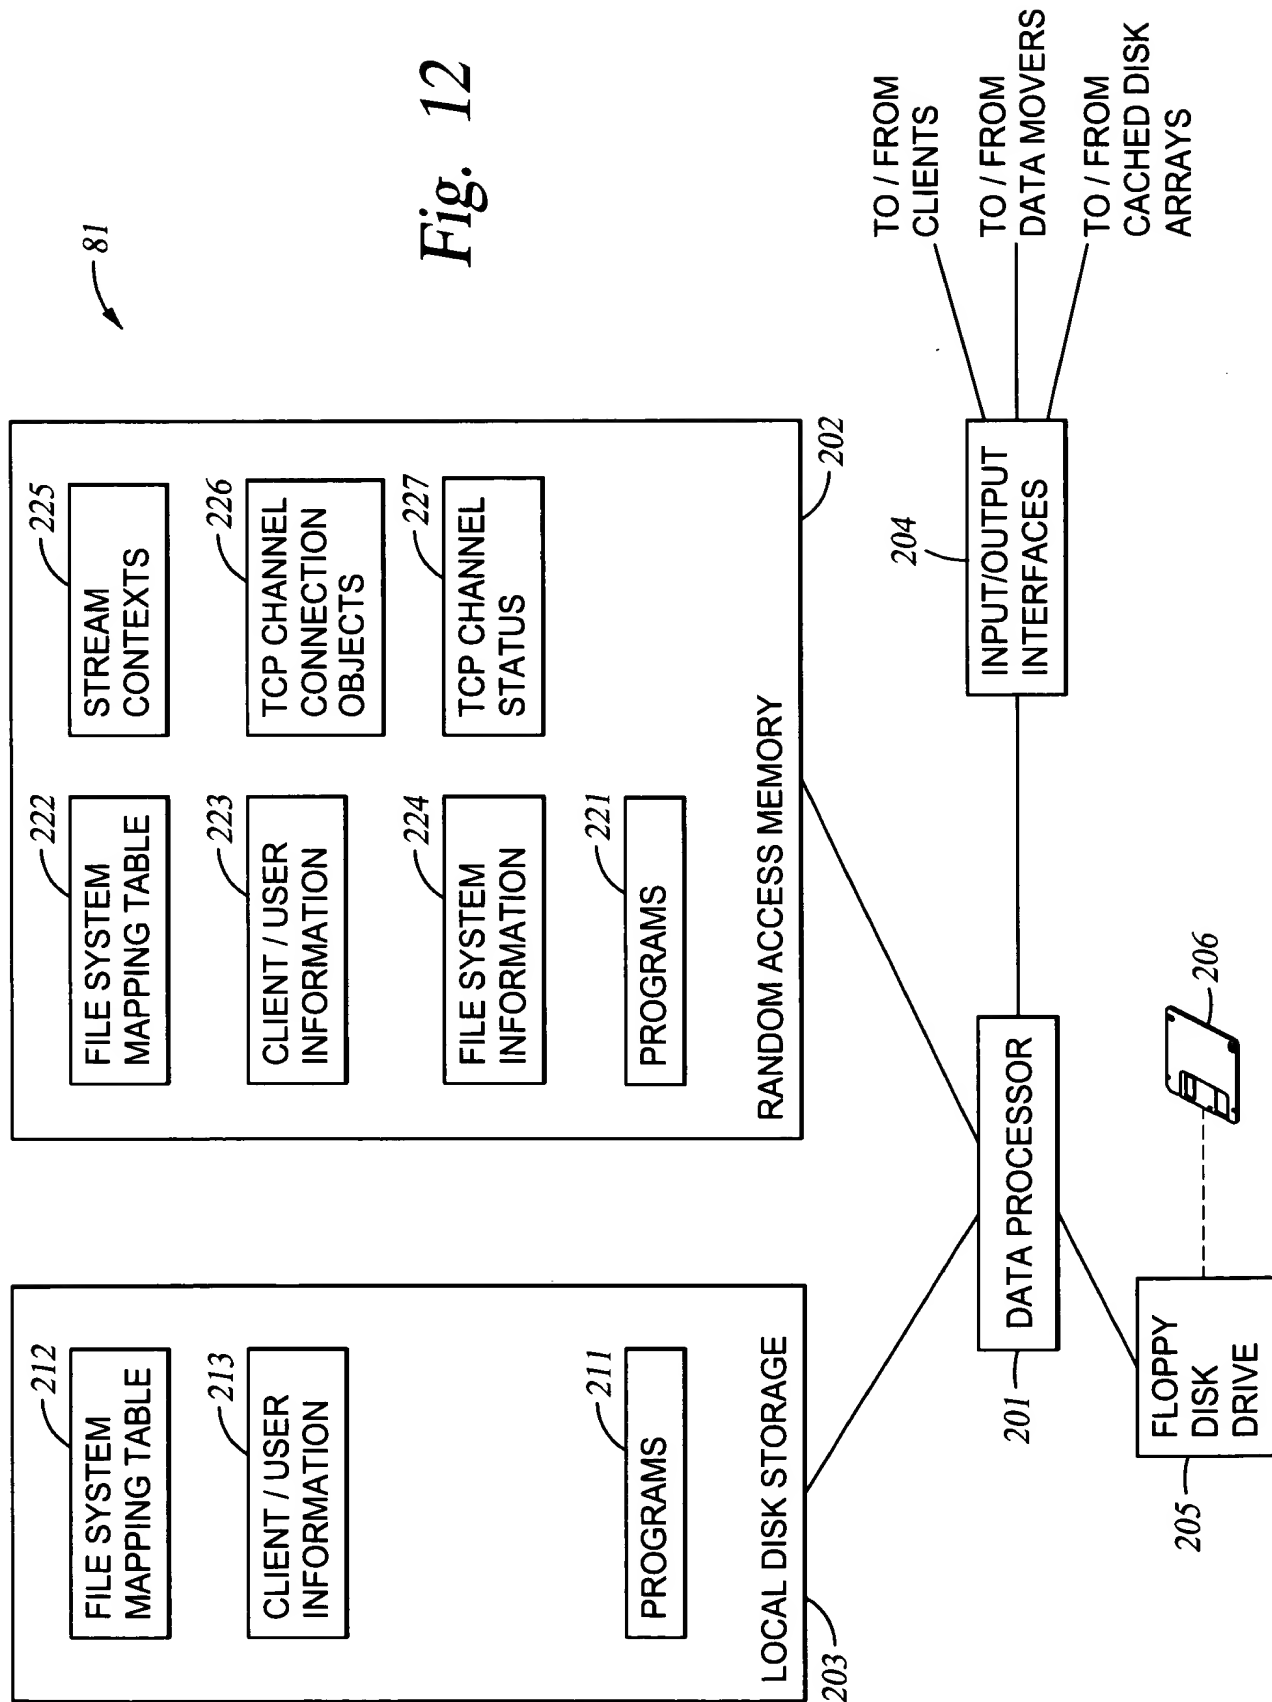 81
Fig. 12
212
FILE SYSTEM
MAPPING TABLE
213
CLIENT / USER
INFORMATION
211
PROGRAMS
LOCAL DISK STORAGE
203
222
FILE SYSTEM
MAPPING TABLE
225
STREAM
CONTEXTS
223
CLIENT / USER
INFORMATION
226
TCP CHANNEL
CONNECTION
OBJECTS
224
FILE SYSTEM
INFORMATION
227
TCP CHANNEL
STATUS
221
PROGRAMS
RANDOM ACCESS MEMORY
202
DATA PROCESSOR
201
204
INPUT/OUTPUT
INTERFACES
TO / FROM
CLIENTS
TO / FROM
DATA MOVERS
TO / FROM
CACHED DISK
ARRAYS
FLOPPY
DISK
DRIVE
205
206